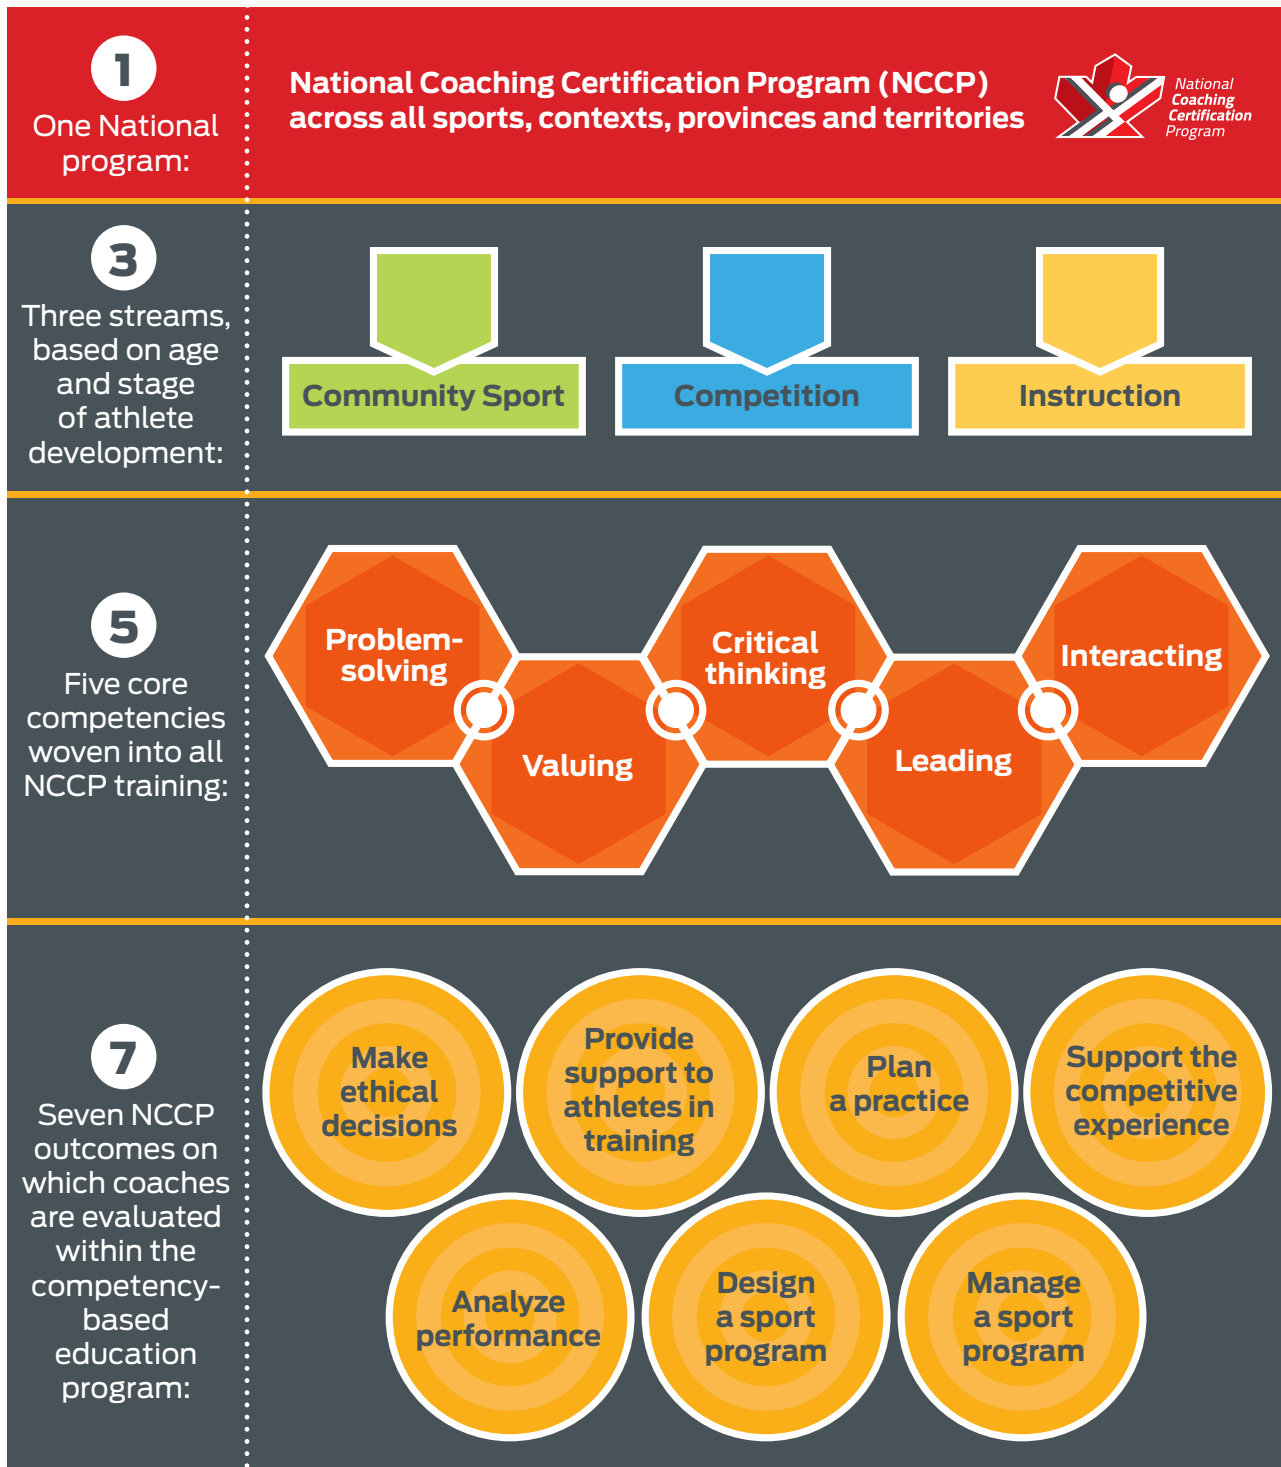 1
One National
program:
National Coaching Certification Program (NCCP)
across all sports, contexts, provinces and territories
National
Coaching
Certification
Program
3
Three streams,
based on age
and stage
of athlete
development:
Community Sport
Competition
Instruction
5
Five core
competencies
woven into all
NCCP training:
Problem-
solving
Valuing
Critical
thinking
Leading
Interacting
7
Seven NCCP
outcomes on
which coaches
are evaluated
within the
competency-
based
education
program:
Make
ethical
decisions
Provide
support to
athletes in
training
Plan
a practice
Support the
competitive
experience
Analyze
performance
Design
a sport
program
Manage
a sport
program